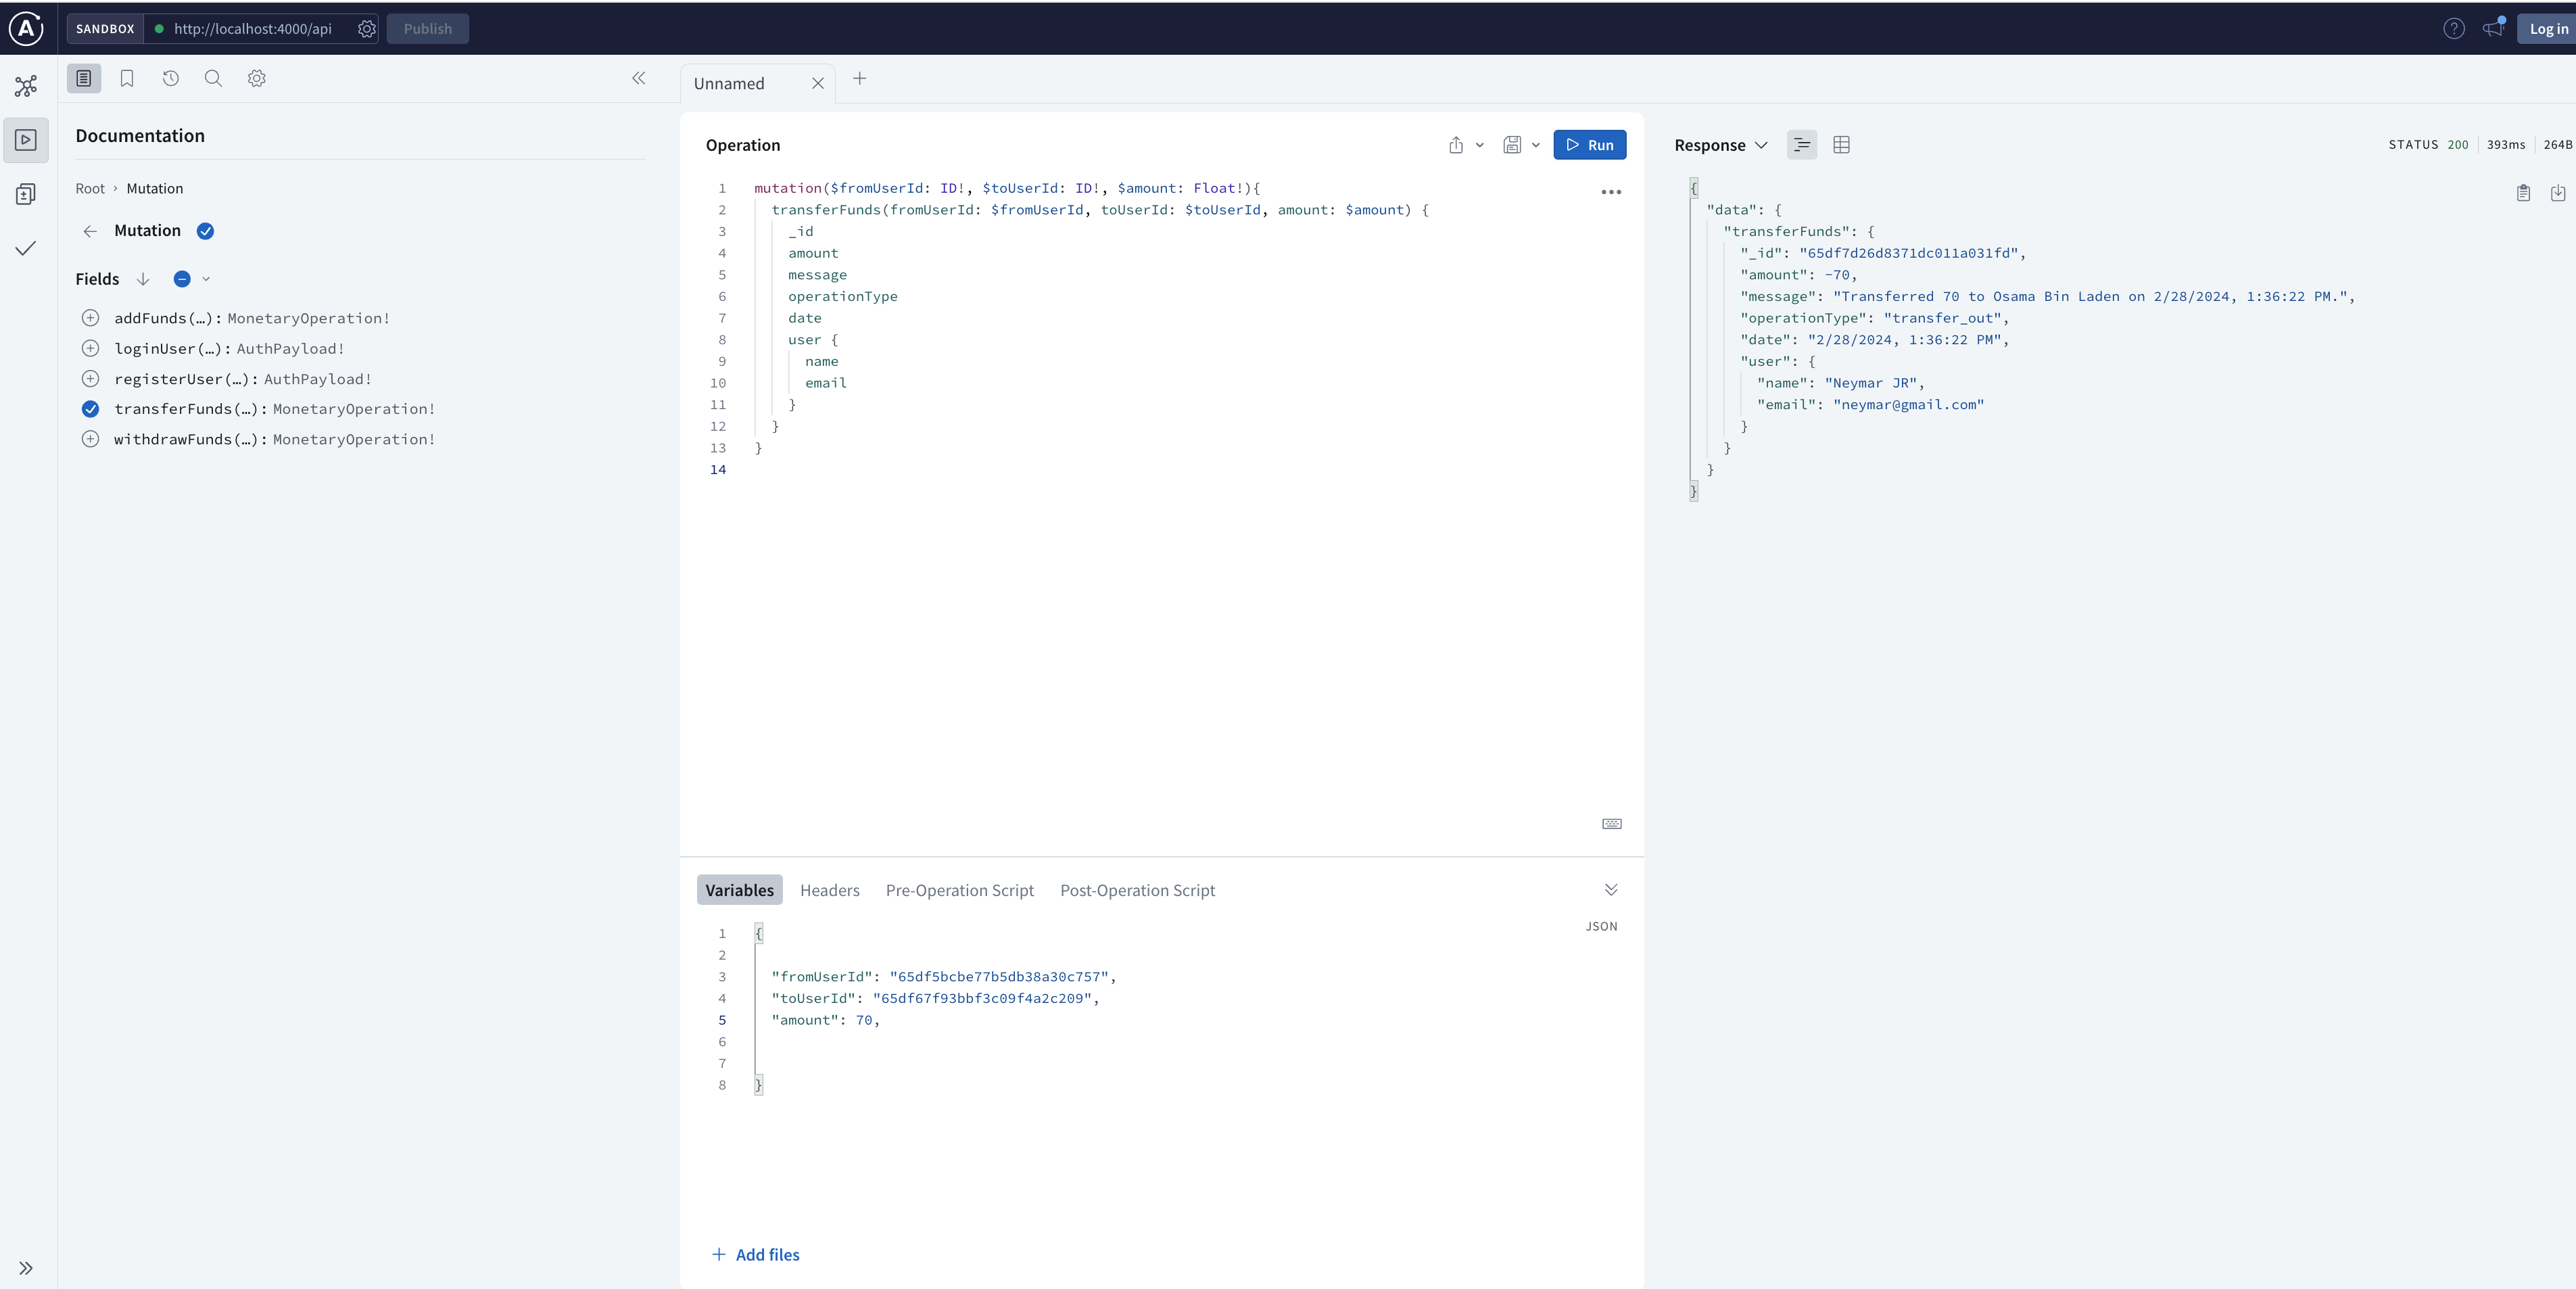 SANDBOX http://localhost:4000/api Publish Log in
Documentation
Root › Mutation
Mutation
Fields
addFunds(…): MonetaryOperation!
loginUser(…): AuthPayload!
registerUser(…): AuthPayload!
transferFunds(…): MonetaryOperation!
withdrawFunds(…): MonetaryOperation!
Unnamed
Operation
Run
1 mutation($fromUserId: ID!, $toUserId: ID!, $amount: Float!){
2 transferFunds(fromUserId: $fromUserId, toUserId: $toUserId, amount: $amount) {
3 _id
4 amount
5 message
6 operationType
7 date
8 user {
9 name
10 email
11 }
12 }
13 }
14
Variables Headers Pre-Operation Script Post-Operation Script
JSON
1 {
2
3 "fromUserId": "65df5bcbe77b5db38a30c757",
4 "toUserId": "65df67f93bbf3c09f4a2c209",
5 "amount": 70,
6
7
8 }
Add files
Response
STATUS 200 393ms 264B
{
"data": {
"transferFunds": {
"_id": "65df7d26d8371dc011a031fd",
"amount": -70,
"message": "Transferred 70 to Osama Bin Laden on 2/28/2024, 1:36:22 PM.",
"operationType": "transfer_out",
"date": "2/28/2024, 1:36:22 PM",
"user": {
"name": "Neymar JR",
"email": "neymar@gmail.com"
}
}
}
}